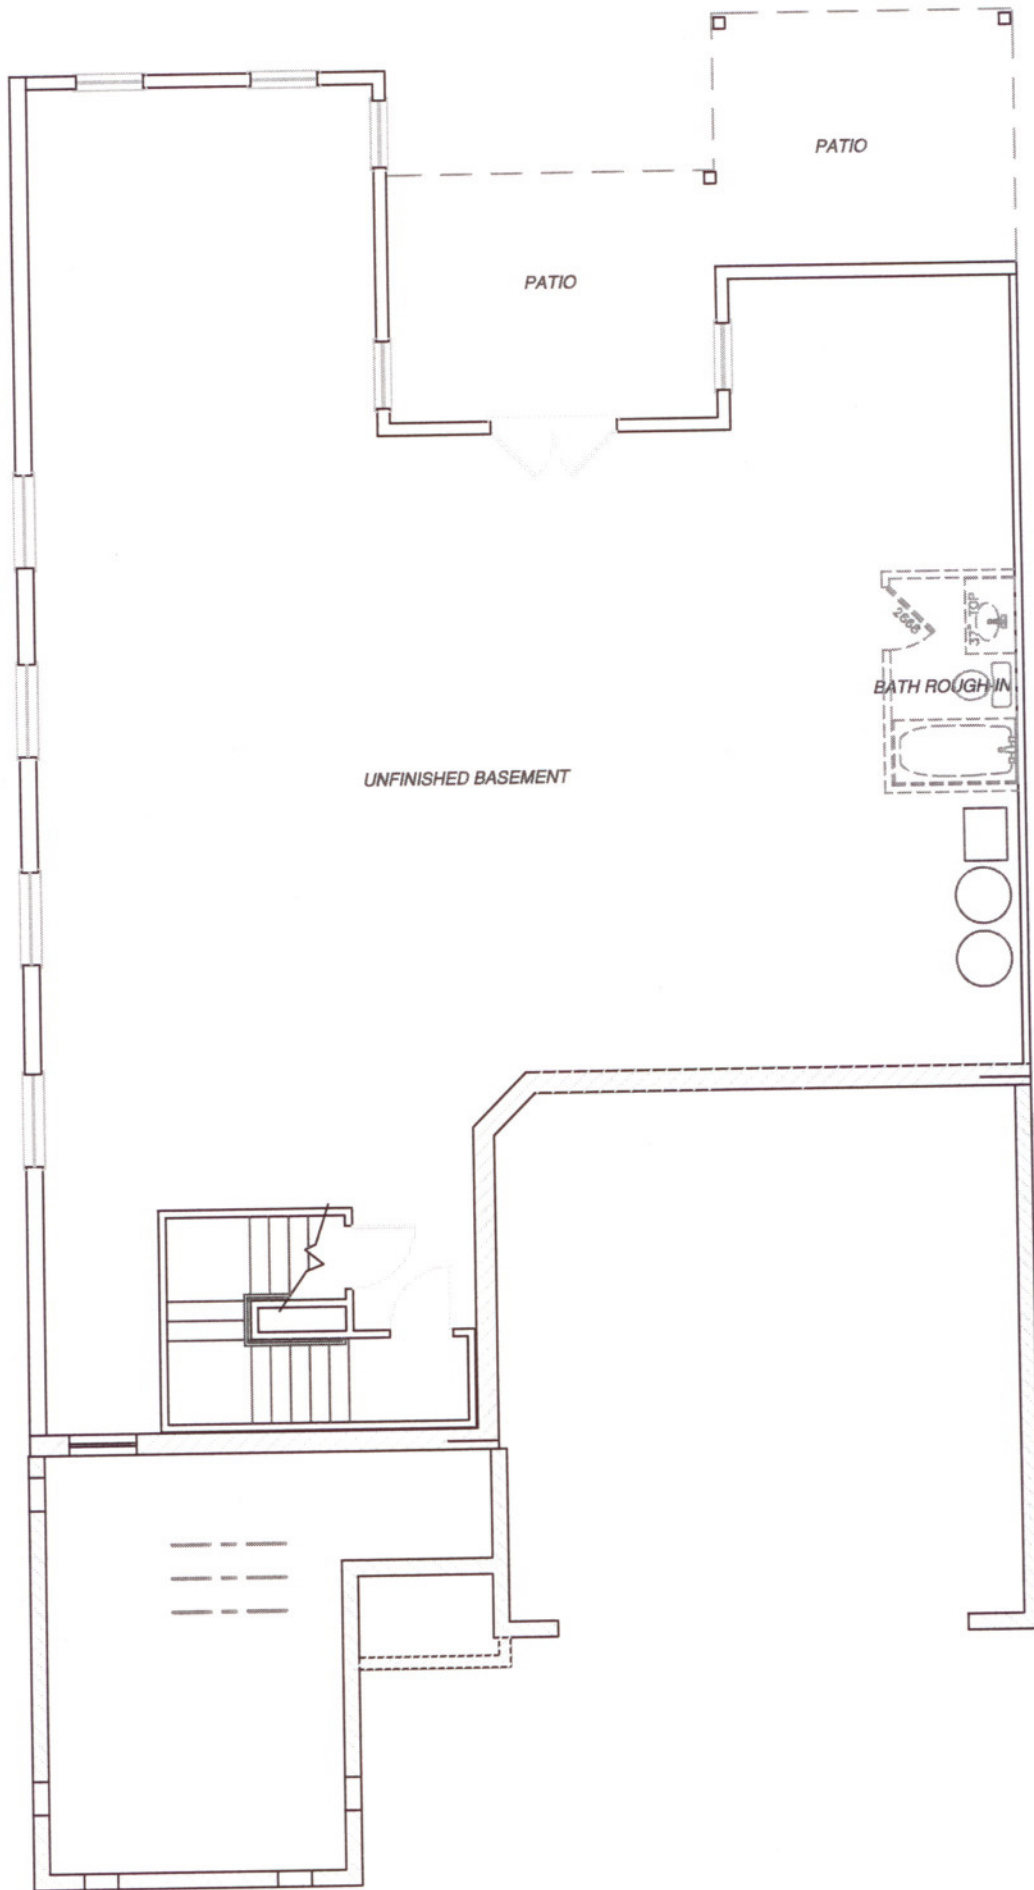 PATIO
PATIO
2668
37" TOP
BATH ROUGH-IN
UNFINISHED BASEMENT